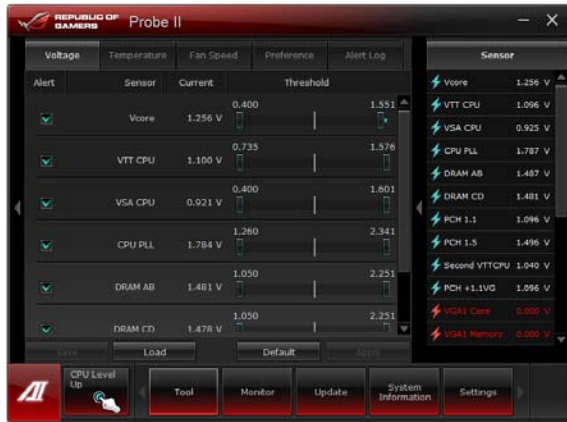 REPUBLIC OF GAMERS Probe II
Voltage Temperature Fan Speed Preference Alert Log
Alert Sensor Current Threshold
Vcore 1.256 V 0.400 1.551
VTT CPU 1.100 V 0.735 1.576
VSA CPU 0.921 V 0.400 1.601
CPU PLL 1.784 V 1.260 2.341
DRAM AB 1.481 V 1.050 2.251
DRAM CD 1.478 V 1.050 2.251
Save Load Default Apply
Sensor
Vcore 1.256 V
VTT CPU 1.096 V
VSA CPU 0.925 V
CPU PLL 1.787 V
DRAM AB 1.487 V
DRAM CD 1.481 V
PCH 1.1 1.096 V
PCH 1.5 1.496 V
Second VTTCPU 1.040 V
PCH +1.1VG 1.096 V
VGA1 Core 0.000 V
VGA1 Memory 0.000 V
CPU Level Up
Tool Monitor Update System Information Settings